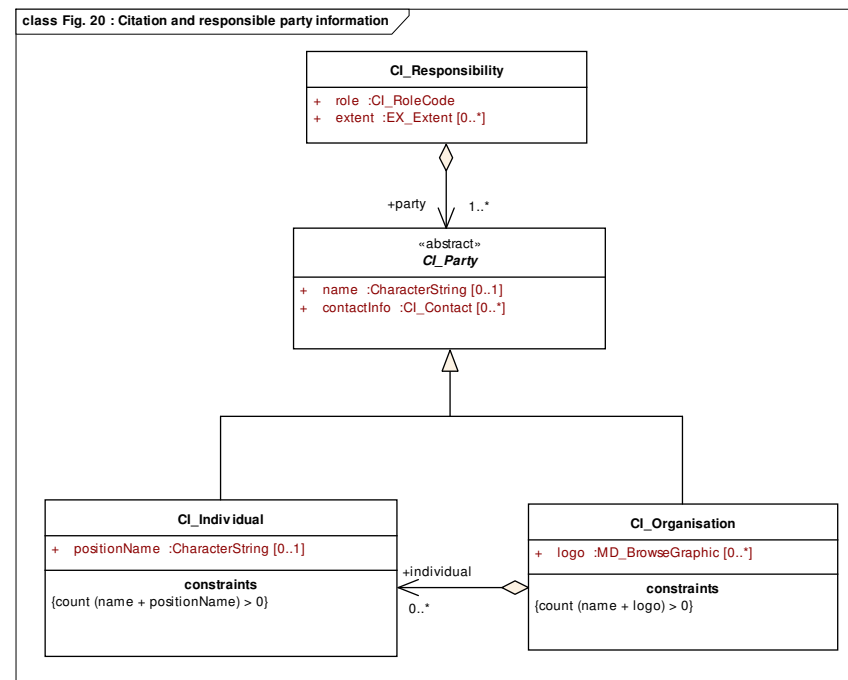 class Fig. 20 : Citation and responsible party information
CI_Responsibility
+ role :CI_RoleCode
+ extent :EX_Extent [0..*]
+party 1..*
«abstract»
CI_Party
+ name :CharacterString [0..1]
+ contactInfo :CI_Contact [0..*]
CI_Individual
+ positionName :CharacterString [0..1]
constraints
{count (name + positionName) > 0}
+individual
0..*
CI_Organisation
+ logo :MD_BrowseGraphic [0..*]
constraints
{count (name + logo) > 0}